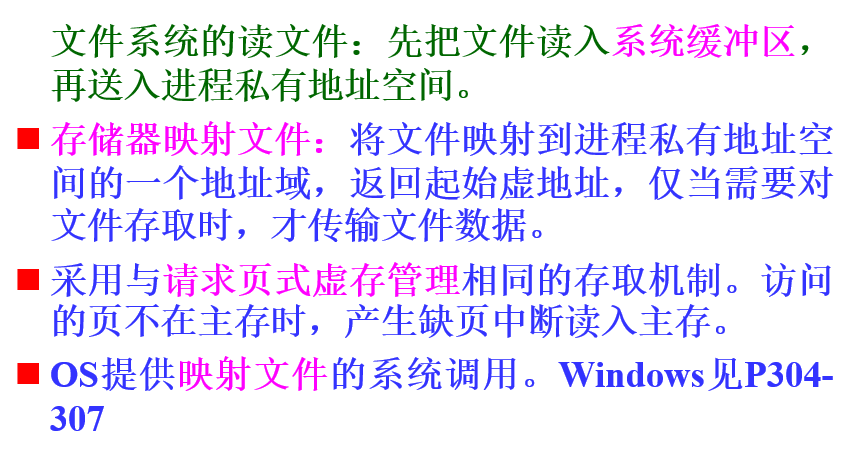 文件系统的读文件：先把文件读入系统缓冲区，
再送入进程私有地址空间。
存储器映射文件：将文件映射到进程私有地址空
间的一个地址域，返回起始虚地址，仅当需要对
文件存取时，才传输文件数据。
采用与请求页式虚存管理相同的存取机制。访问
的页不在主存时，产生缺页中断读入主存。
OS提供映射文件的系统调用。Windows见P304-
307